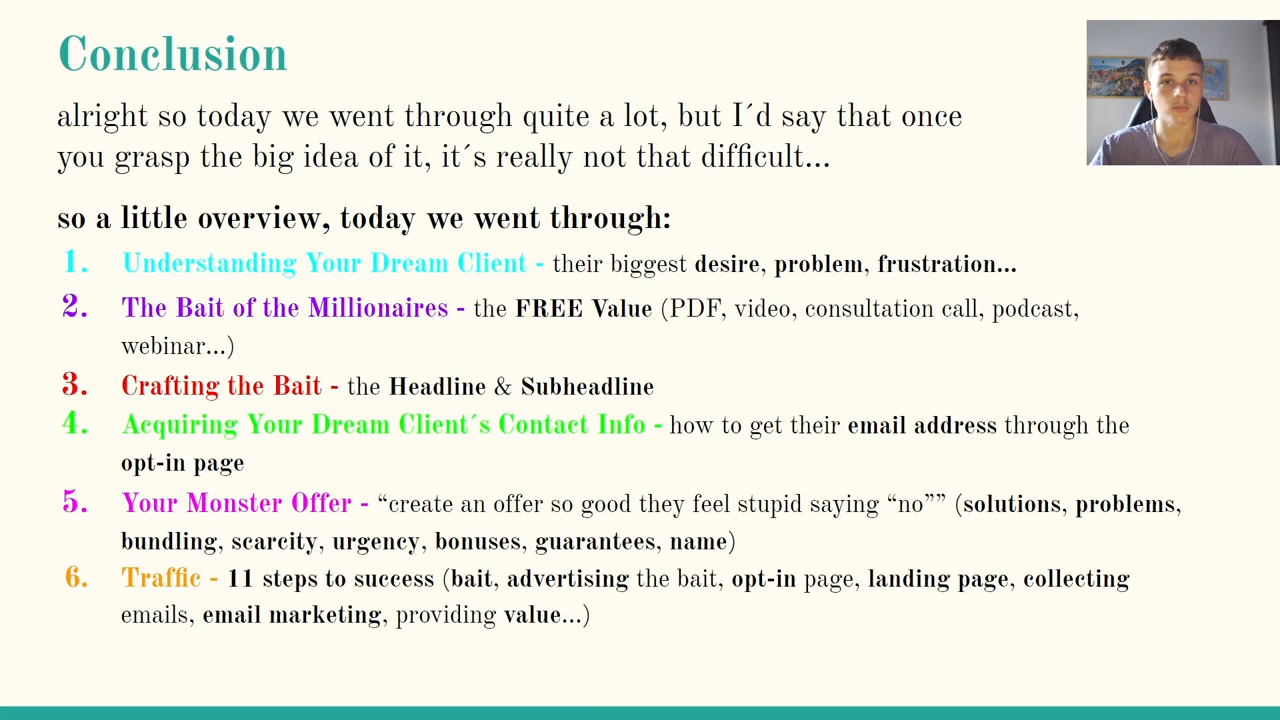 Conclusion
alright so today we went through quite a lot, but I´d say that once
you grasp the big idea of it, it´s really not that difficult...
so a little overview, today we went through:
1. Understanding Your Dream Client - their biggest desire, problem, frustration...
2. The Bait of the Millionaires - the FREE Value (PDF, video, consultation call, podcast,
webinar...)
3. Crafting the Bait - the Headline & Subheadline
4. Acquiring Your Dream Client´s Contact Info - how to get their email address through the
opt-in page
5. Your Monster Offer - “create an offer so good they feel stupid saying “no”” (solutions, problems,
bundling, scarcity, urgency, bonuses, guarantees, name)
6. Traffic - 11 steps to success (bait, advertising the bait, opt-in page, landing page, collecting
emails, email marketing, providing value...)